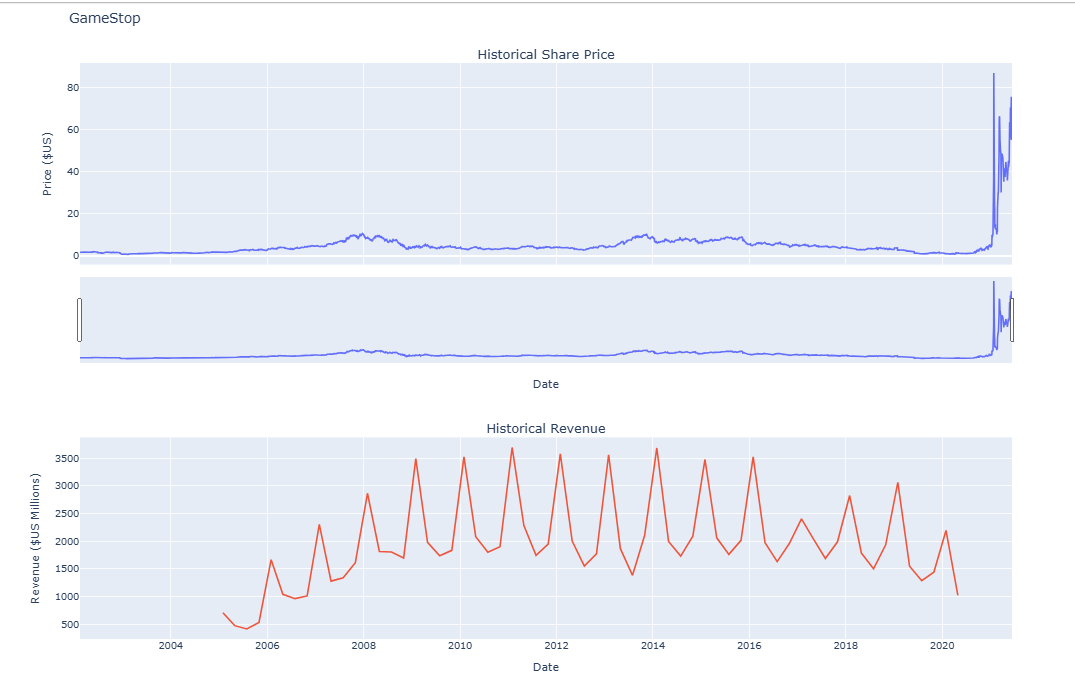 GameStop
Historical Share Price
Price ($US)
80
60
40
20
0
Date
Historical Revenue
Revenue ($US Millions)
3500
3000
2500
2000
1500
1000
500
2004 2006 2008 2010 2012 2014 2016 2018 2020
Date